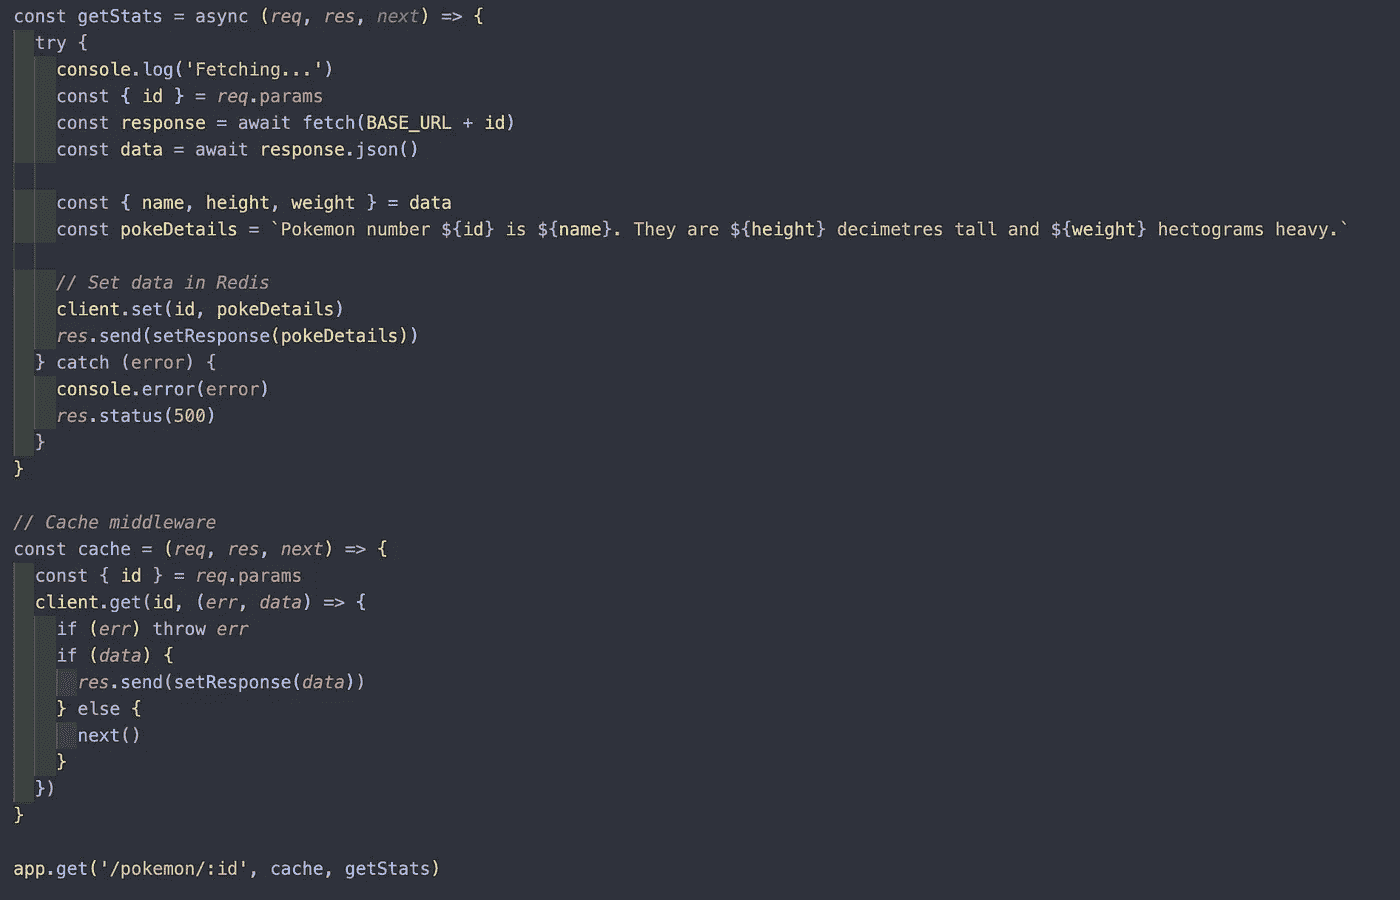 const getStats = async (req, res, next) => {
  try {
    console.log('Fetching...')
    const { id } = req.params
    const response = await fetch(BASE_URL + id)
    const data = await response.json()

    const { name, height, weight } = data
    const pokeDetails = `Pokemon number ${id} is ${name}. They are ${height} decimetres tall and ${weight} hectograms heavy.`

    // Set data in Redis
    client.set(id, pokeDetails)
    res.send(setResponse(pokeDetails))
  } catch (error) {
    console.error(error)
    res.status(500)
  }
}

// Cache middleware
const cache = (req, res, next) => {
  const { id } = req.params
  client.get(id, (err, data) => {
    if (err) throw err
    if (data) {
      res.send(setResponse(data))
    } else {
      next()
    }
  })
}

app.get('/pokemon/:id', cache, getStats)